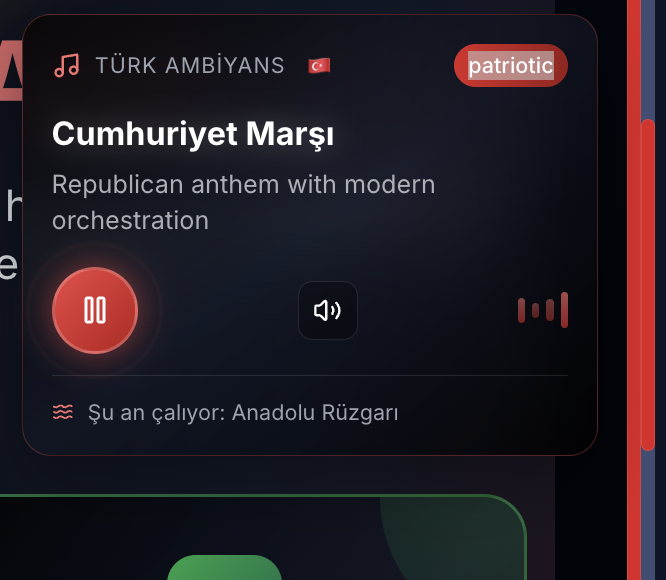 TÜRK AMBİYANS 🇹🇷
patriotic
Cumhuriyet Marşı
Republican anthem with modern
orchestration
Şu an çalıyor: Anadolu Rüzgarı